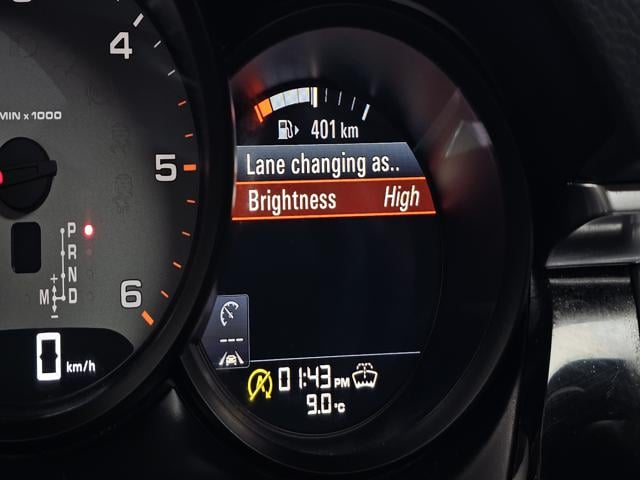 4
MIN x 1000
5
6
P
R
N
M D
+
-
0 km/h
401 km
Lane changing as..
Brightness High
---
A
01:43 PM
9.0 °C